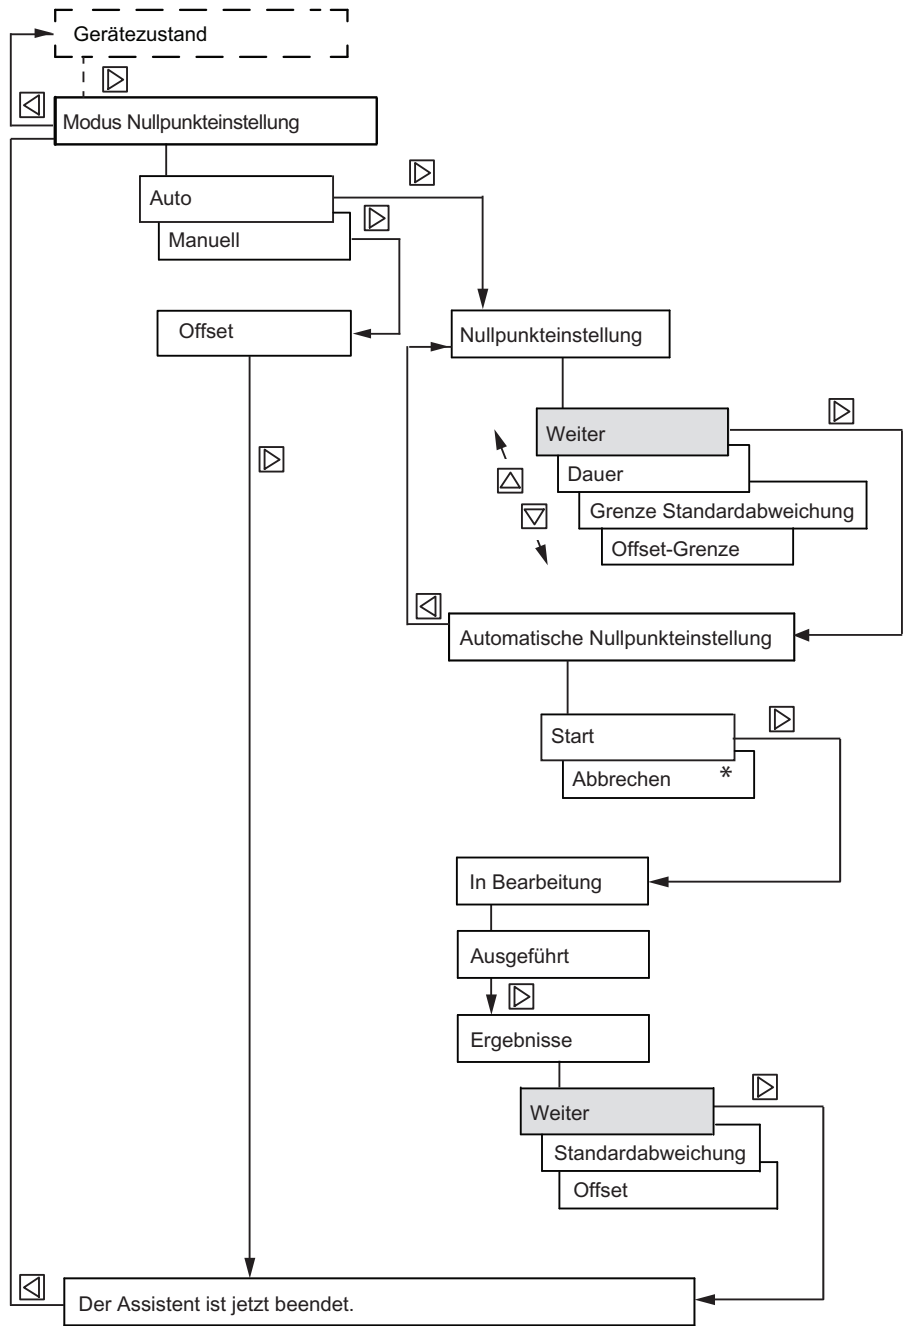 Gerätezustand
Modus Nullpunkteinstellung
Auto
Manuell
Offset
Nullpunkteinstellung
Weiter
Dauer
Grenze Standardabweichung
Offset-Grenze
Automatische Nullpunkteinstellung
Start
Abbrechen *
In Bearbeitung
Ausgeführt
Ergebnisse
Weiter
Standardabweichung
Offset
Der Assistent ist jetzt beendet.